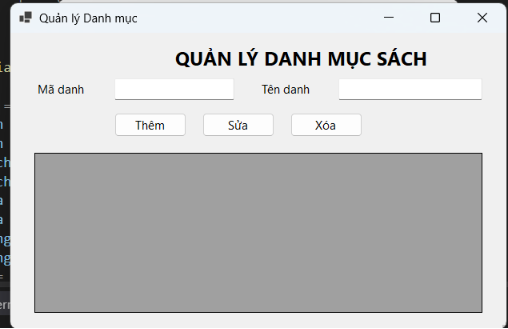 Quản lý Danh mục
QUẢN LÝ DANH MỤC SÁCH
Mã danh Tên danh
Thêm Sửa Xóa